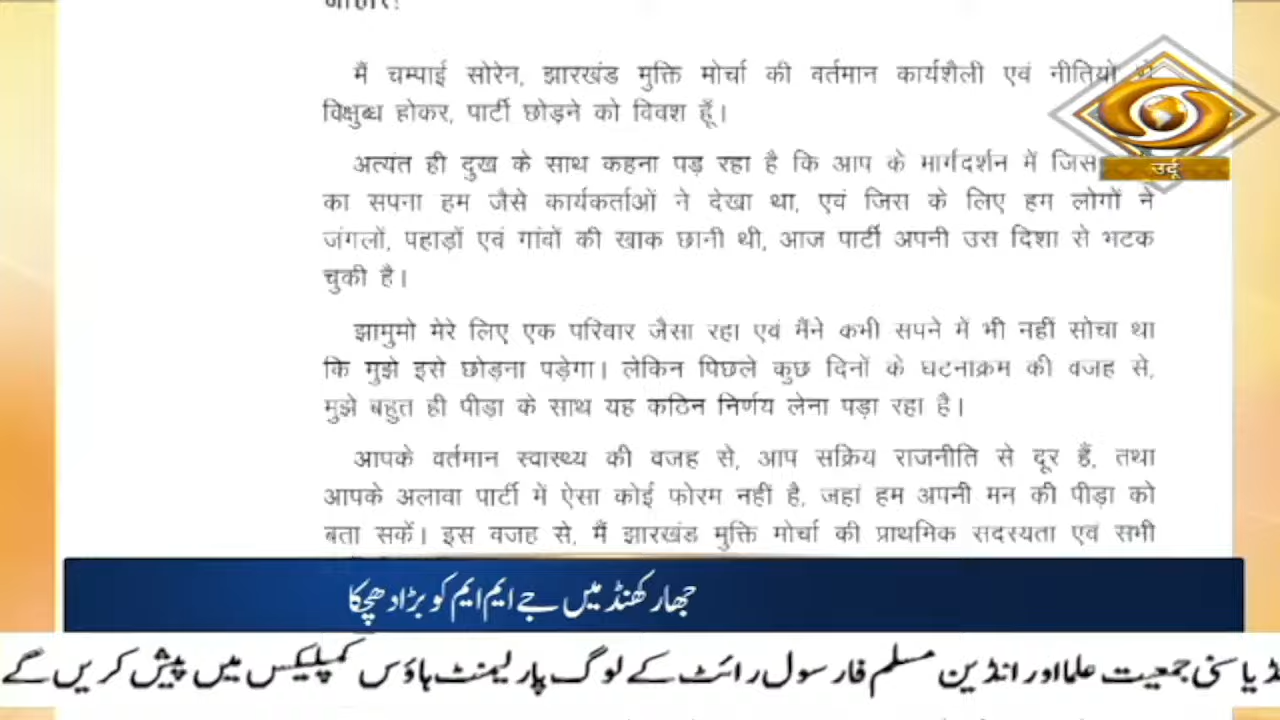 जोहार!
मैं चम्पाई सोरेन, झारखंड मुक्ति मोर्चा की वर्तमान कार्यशैली एवं नीतियों से
विक्षुब्ध होकर, पार्टी छोड़ने को विवश हूँ।
अत्यंत ही दुख के साथ कहना पड़ रहा है कि आप के मार्गदर्शन में जिस
का सपना हम जैसे कार्यकर्ताओं ने देखा था, एवं जिस के लिए हम लोगों ने
जंगलों, पहाड़ों एवं गांवों की खाक छानी थी, आज पार्टी अपनी उस दिशा से भटक
चुकी है।
झामुमो मेरे लिए एक परिवार जैसा रहा एवं मैंने कभी सपने में भी नहीं सोचा था
कि मुझे इसे छोड़ना पड़ेगा। लेकिन पिछले कुछ दिनों के घटनाक्रम की वजह से,
मुझे बहुत ही पीड़ा के साथ यह कठिन निर्णय लेना पड़ा रहा है।
आपके वर्तमान स्वास्थ्य की वजह से, आप सक्रिय राजनीति से दूर हैं, तथा
आपके अलावा पार्टी में ऐसा कोई फोरम नहीं है, जहां हम अपनी मन की पीड़ा को
बता सकें। इस वजह से, मैं झारखंड मुक्ति मोर्चा की प्राथमिक सदस्यता एवं सभी
उर्दू
جھارکھنڈ میں جے ایم ایم کو بڑا دھچکا
سنی جمعیت علما اور انڈین مسلم فار سول رائٹ کے لوگ پارلیمنٹ ہاؤس کمپلیکس میں پیش کریں گے